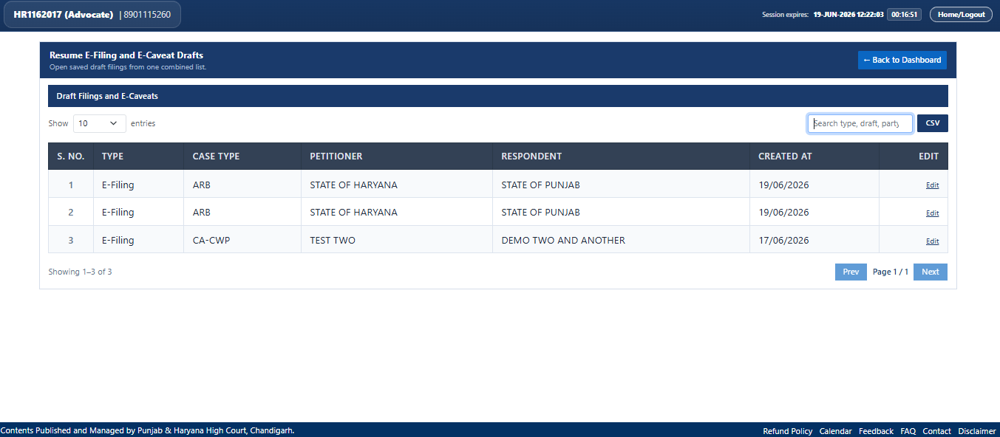 HR1162017 (Advocate) | 8901115260
Session expires: 19-JUN-2026 12:22:03 00:16:51 Home/Logout
Resume E-Filing and E-Caveat Drafts
Open saved draft filings from one combined list.
← Back to Dashboard
Draft Filings and E-Caveats
Show 10 entries
Search type, draft, party CSV
S. NO. TYPE CASE TYPE PETITIONER RESPONDENT CREATED AT EDIT
1 E-Filing ARB STATE OF HARYANA STATE OF PUNJAB 19/06/2026 Edit
2 E-Filing ARB STATE OF HARYANA STATE OF PUNJAB 19/06/2026 Edit
3 E-Filing CA-CWP TEST TWO DEMO TWO AND ANOTHER 17/06/2026 Edit
Showing 1–3 of 3
Prev Page 1 / 1 Next
Contents Published and Managed by Punjab & Haryana High Court, Chandigarh.
Refund Policy Calendar Feedback FAQ Contact Disclaimer